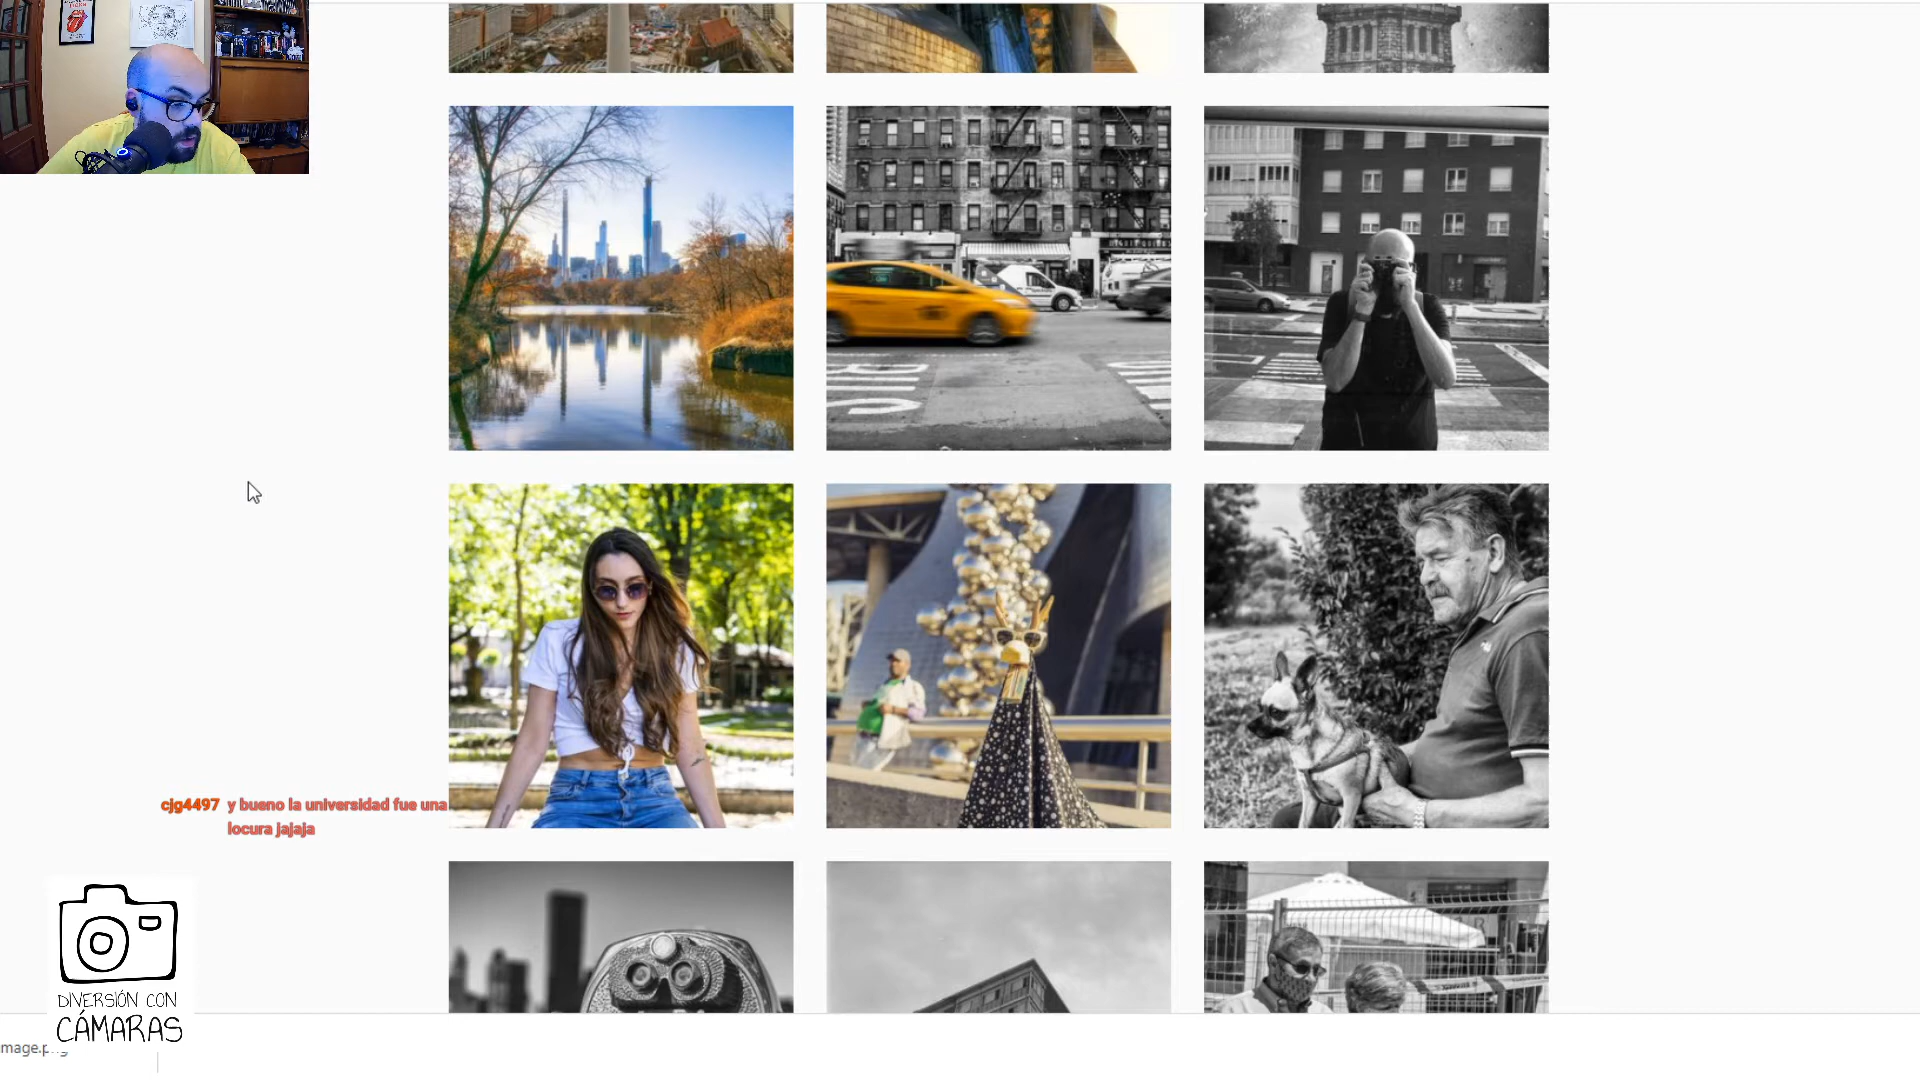 cjg4497 y bueno la universidad fue una
locura jajaja
DIVERSIÓN CON
CÁMARAS